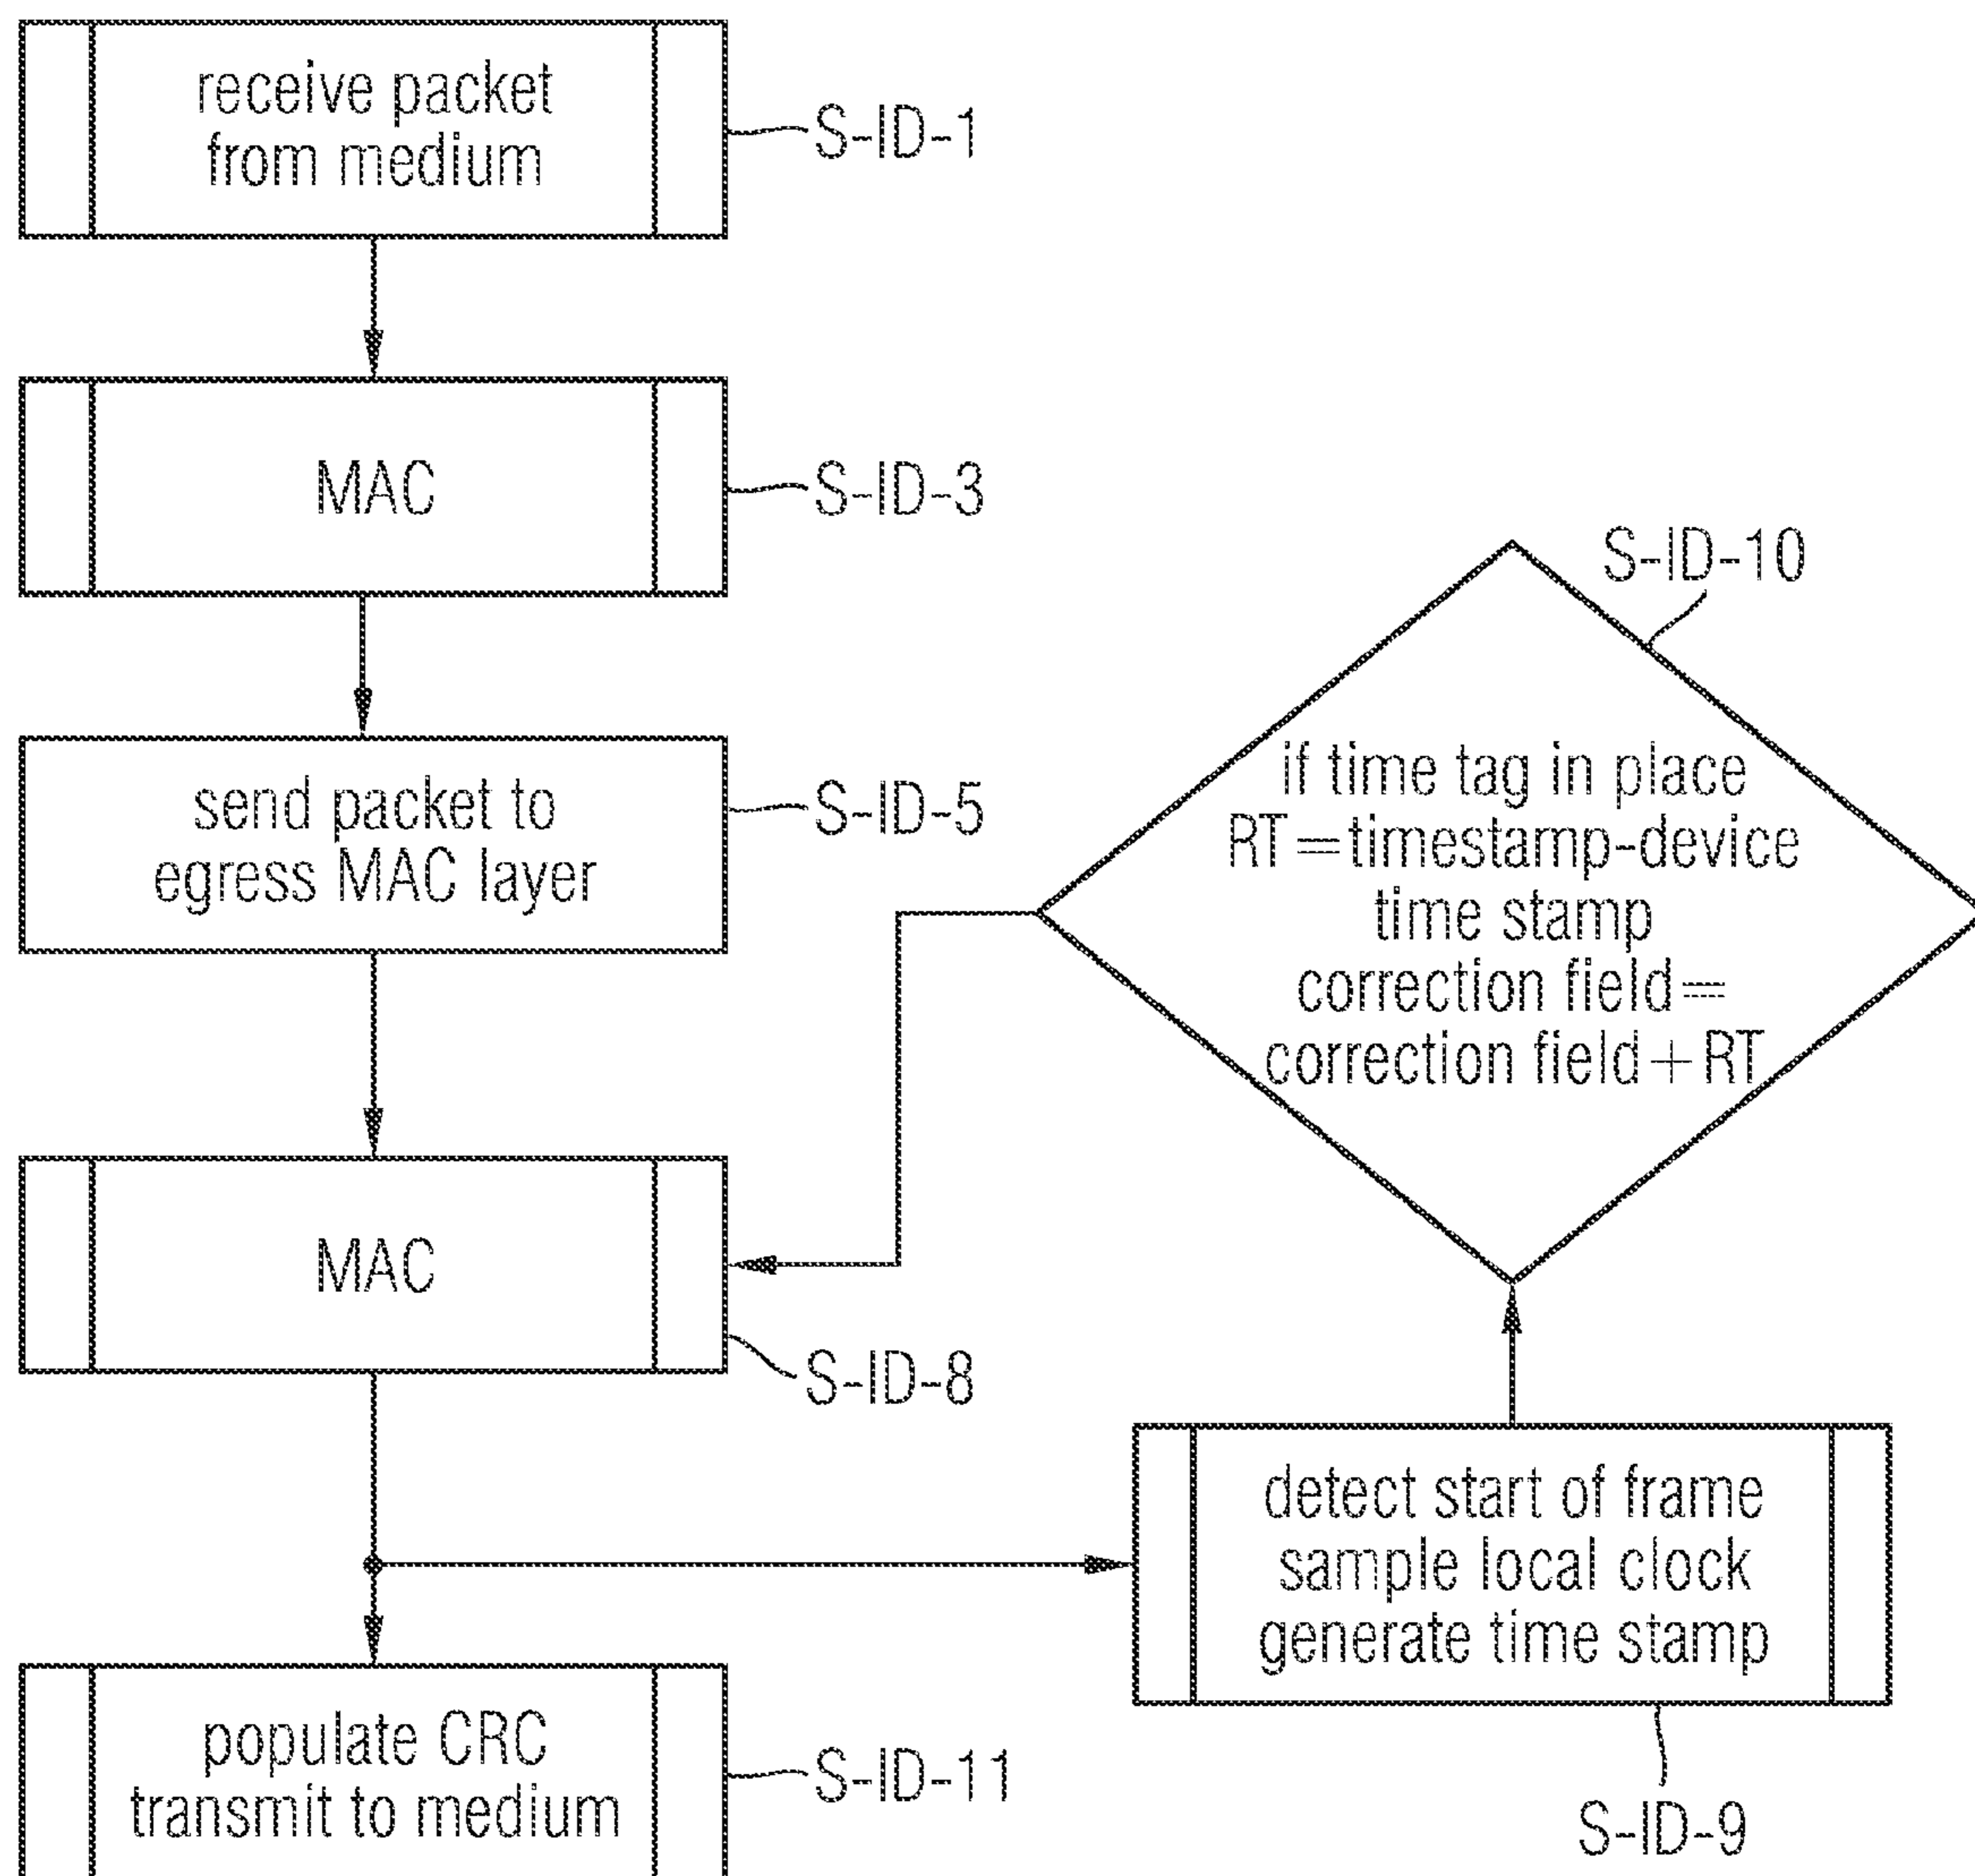 receive packet
from medium
S-ID-1
MAC
S-ID-3
send packet to
egress MAC layer
S-ID-5
S-ID-10
if time tag in place
RT=timestamp-device
time stamp
correction field=
correction field+RT
MAC
S-ID-8
detect start of frame
sample local clock
generate time stamp
S-ID-9
populate CRC
transmit to medium
S-ID-11